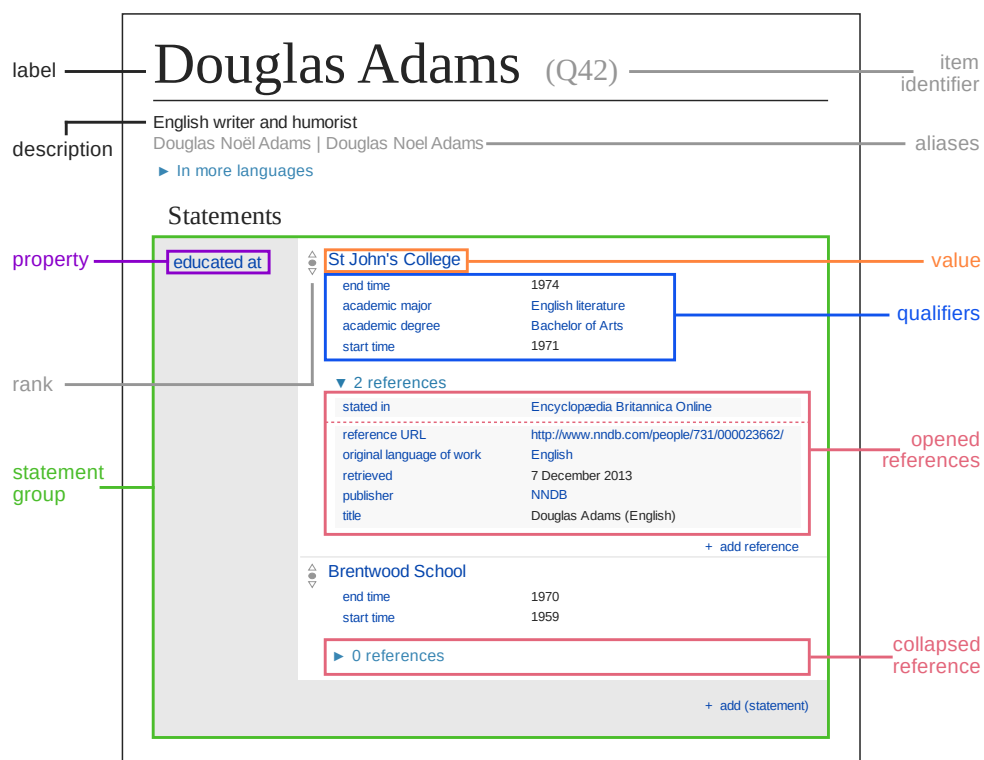 label
Douglas Adams (Q42)
item
identifier
description
English writer and humorist
Douglas Noël Adams | Douglas Noel Adams
aliases
► In more languages
Statements
property
educated at
St John's College
value
end time 1974
academic major English literature
academic degree Bachelor of Arts
start time 1971
qualifiers
rank
▼ 2 references
stated in Encyclopædia Britannica Online
reference URL http://www.nndb.com/people/731/000023662/
original language of work English
retrieved 7 December 2013
publisher NNDB
title Douglas Adams (English)
opened
references
statement
group
+ add reference
Brentwood School
end time 1970
start time 1959
► 0 references
collapsed
reference
+ add (statement)